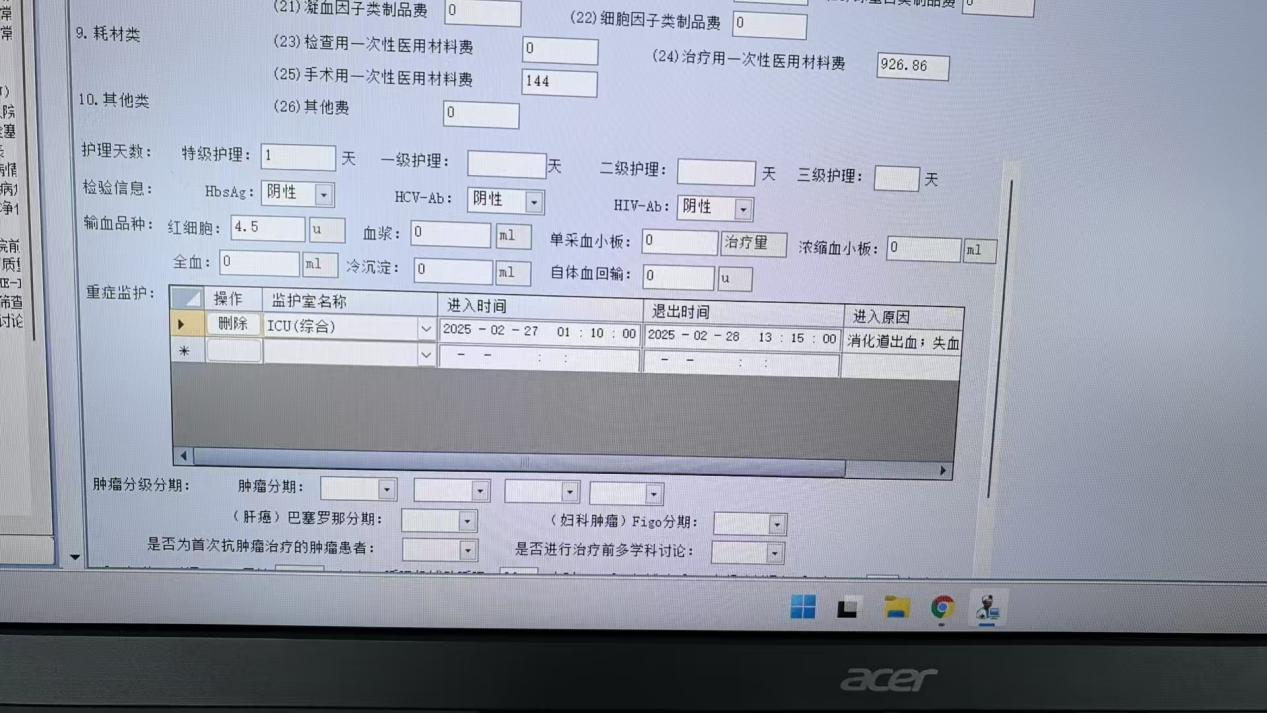 (21)凝血因子类制品费 0
(22)细胞因子类制品费 0
9.耗材类
(23)检查用一次性医用材料费 0
(24)治疗用一次性医用材料费 926.86
(25)手术用一次性医用材料费 144
10.其他类
(26)其他费 0
护理天数: 特级护理: 1 天 一级护理: 天 二级护理: 天 三级护理: 天
检验信息: HbsAg: 阴性 HCV-Ab: 阴性 HIV-Ab: 阴性
输血品种: 红细胞: 4.5 u 血浆: 0 ml 单采血小板: 0 治疗量 浓缩血小板: 0 ml
全血: 0 ml 冷沉淀: 0 ml 自体血回输: 0 u
重症监护:
操作 监护室名称 进入时间 退出时间 进入原因
删除 ICU(综合) 2025-02-27 01:10:00 2025-02-28 13:15:00 消化道出血;失血
* - - : : - - : :
肿瘤分级分期: 肿瘤分期:
(肝癌)巴塞罗那分期: (妇科肿瘤)Figo分期:
是否为首次抗肿瘤治疗的肿瘤患者: 是否进行治疗前多学科讨论:
acer